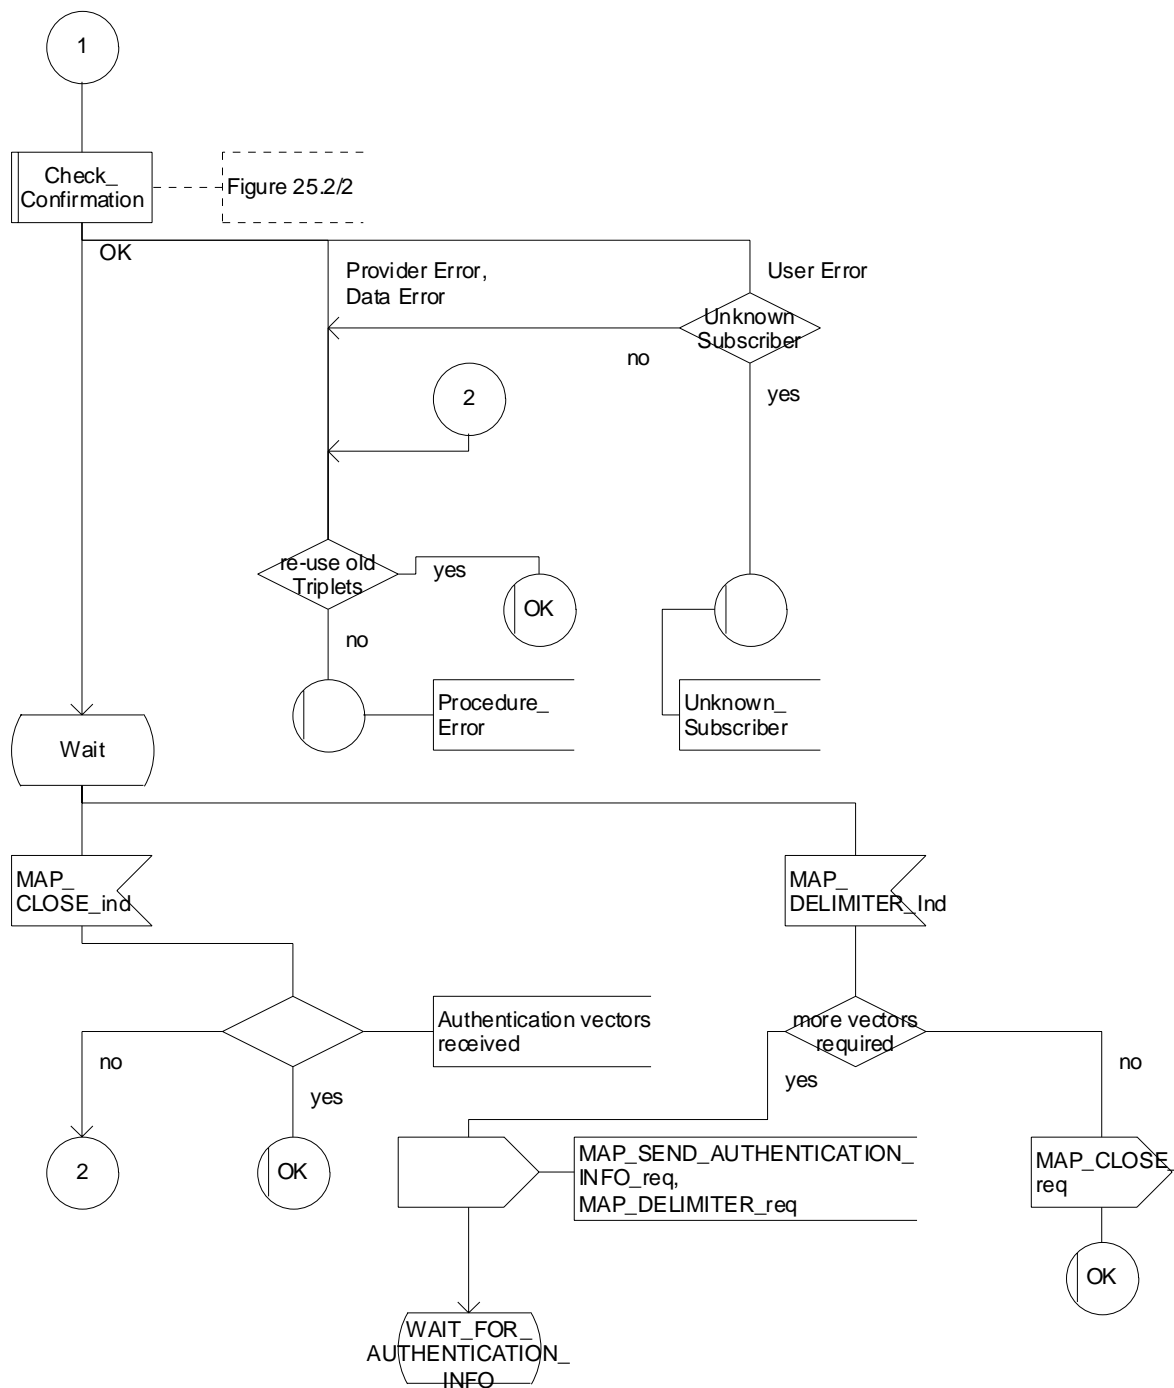 1
Check_
Confirmation
Figure 25.2/2
OK
Provider Error,
Data Error
User Error
Unknown
Subscriber
no
yes
2
re-use old
Triplets
yes
OK
no
Procedure_
Error
Unknown_
Subscriber
Wait
MAP_
CLOSE_ind
MAP_
DELIMITER_Ind
Authentication vectors
received
no
yes
more vectors
required
yes
no
2
OK
MAP_SEND_AUTHENTICATION_
INFO_req,
MAP_DELIMITER_req
MAP_CLOSE_
req
OK
WAIT_FOR_
AUTHENTICATION_
INFO